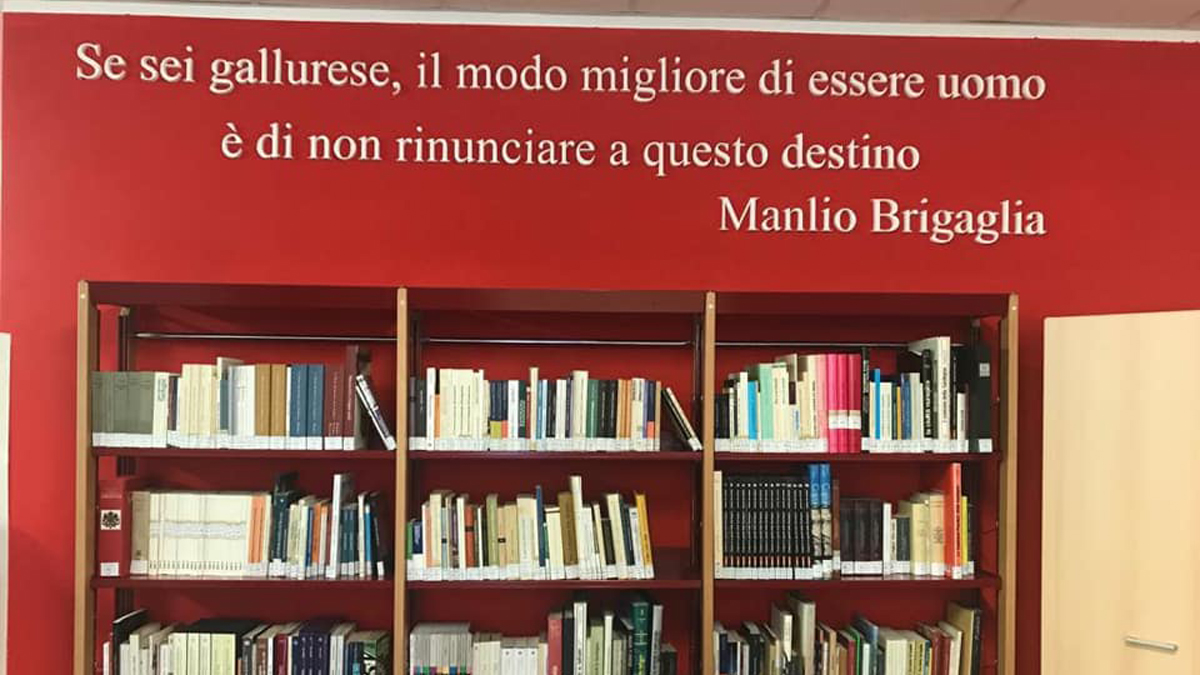 Se sei gallurese, il modo migliore di essere uomo
è di non rinunciare a questo destino
Manlio Brigaglia